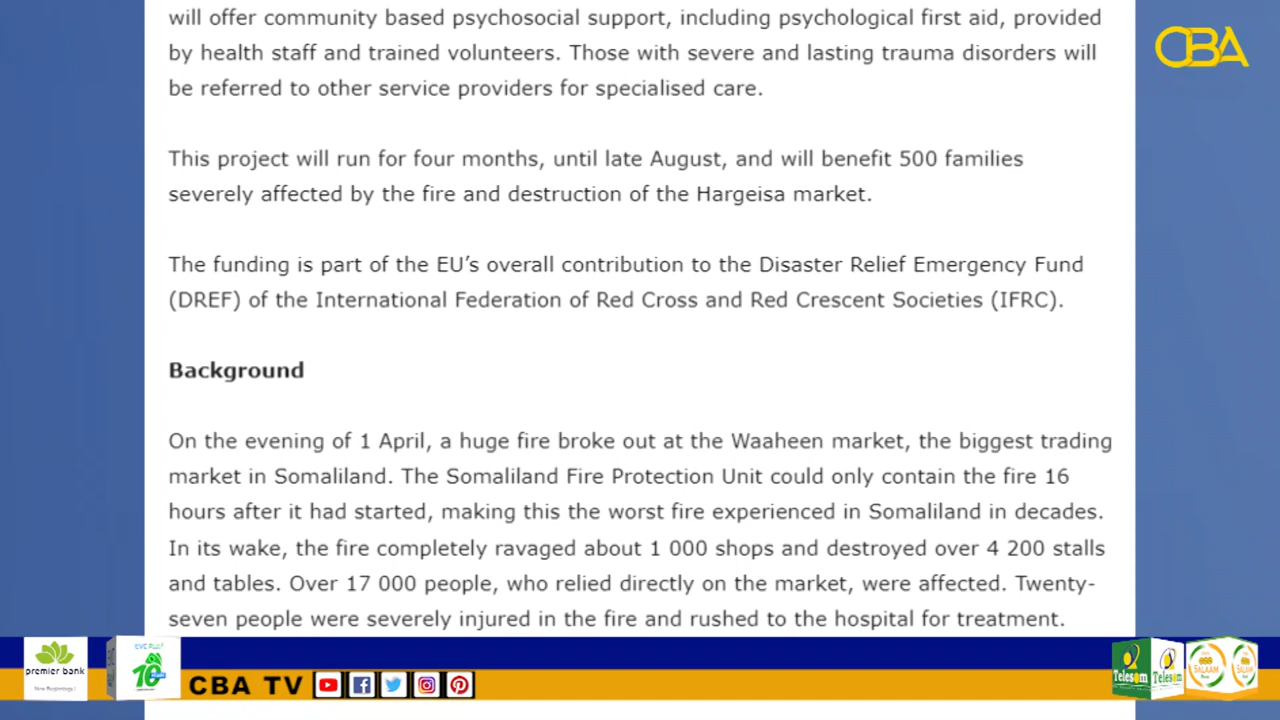 will offer community based psychosocial support, including psychological first aid, provided
by health staff and trained volunteers. Those with severe and lasting trauma disorders will
be referred to other service providers for specialised care.
This project will run for four months, until late August, and will benefit 500 families
severely affected by the fire and destruction of the Hargeisa market.
The funding is part of the EU’s overall contribution to the Disaster Relief Emergency Fund
(DREF) of the International Federation of Red Cross and Red Crescent Societies (IFRC).
Background
On the evening of 1 April, a huge fire broke out at the Waaheen market, the biggest trading
market in Somaliland. The Somaliland Fire Protection Unit could only contain the fire 16
hours after it had started, making this the worst fire experienced in Somaliland in decades.
In its wake, the fire completely ravaged about 1 000 shops and destroyed over 4 200 stalls
and tables. Over 17 000 people, who relied directly on the market, were affected. Twenty-
seven people were severely injured in the fire and rushed to the hospital for treatment.
CBA
premier bank
EVC PLUS
10
CBA TV
Telesom
Telesom
SALAAM
SALAAM